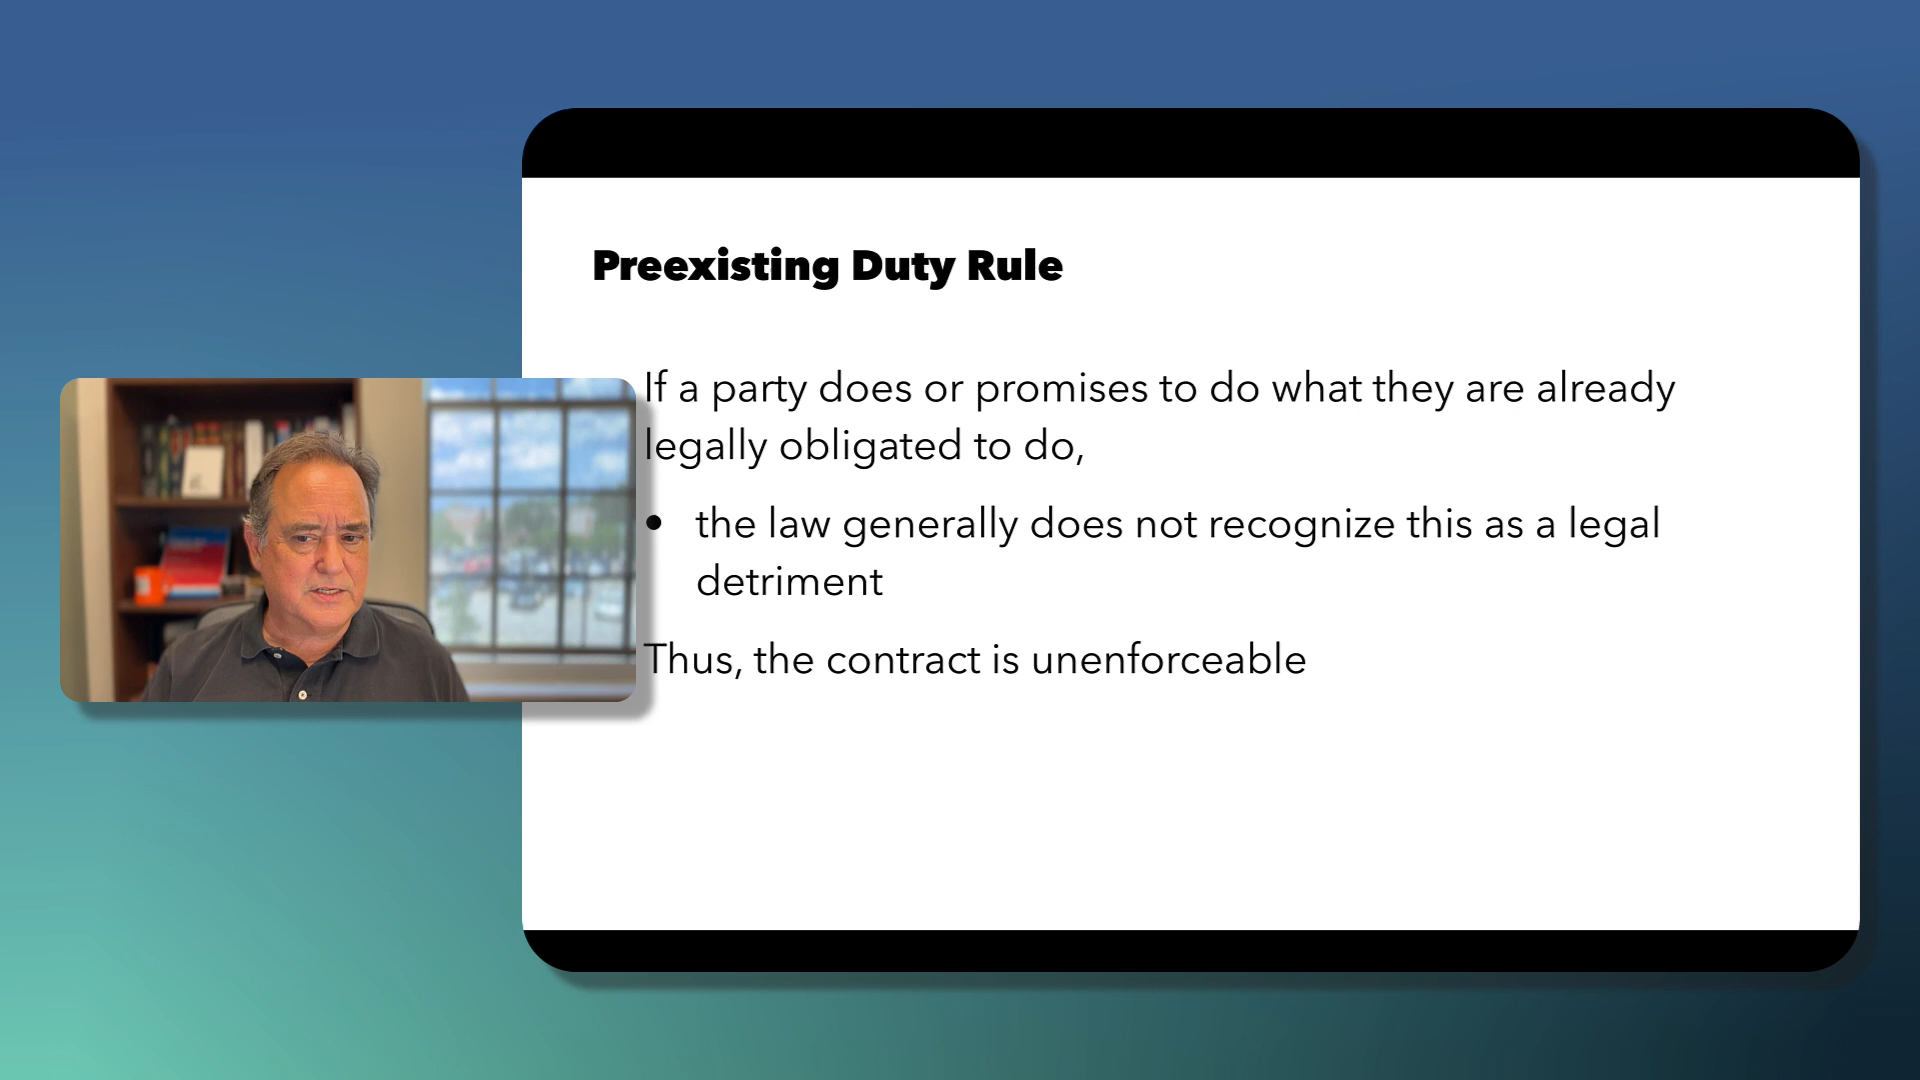 Preexisting Duty Rule
If a party does or promises to do what they are already
legally obligated to do,
• the law generally does not recognize this as a legal
detriment
Thus, the contract is unenforceable